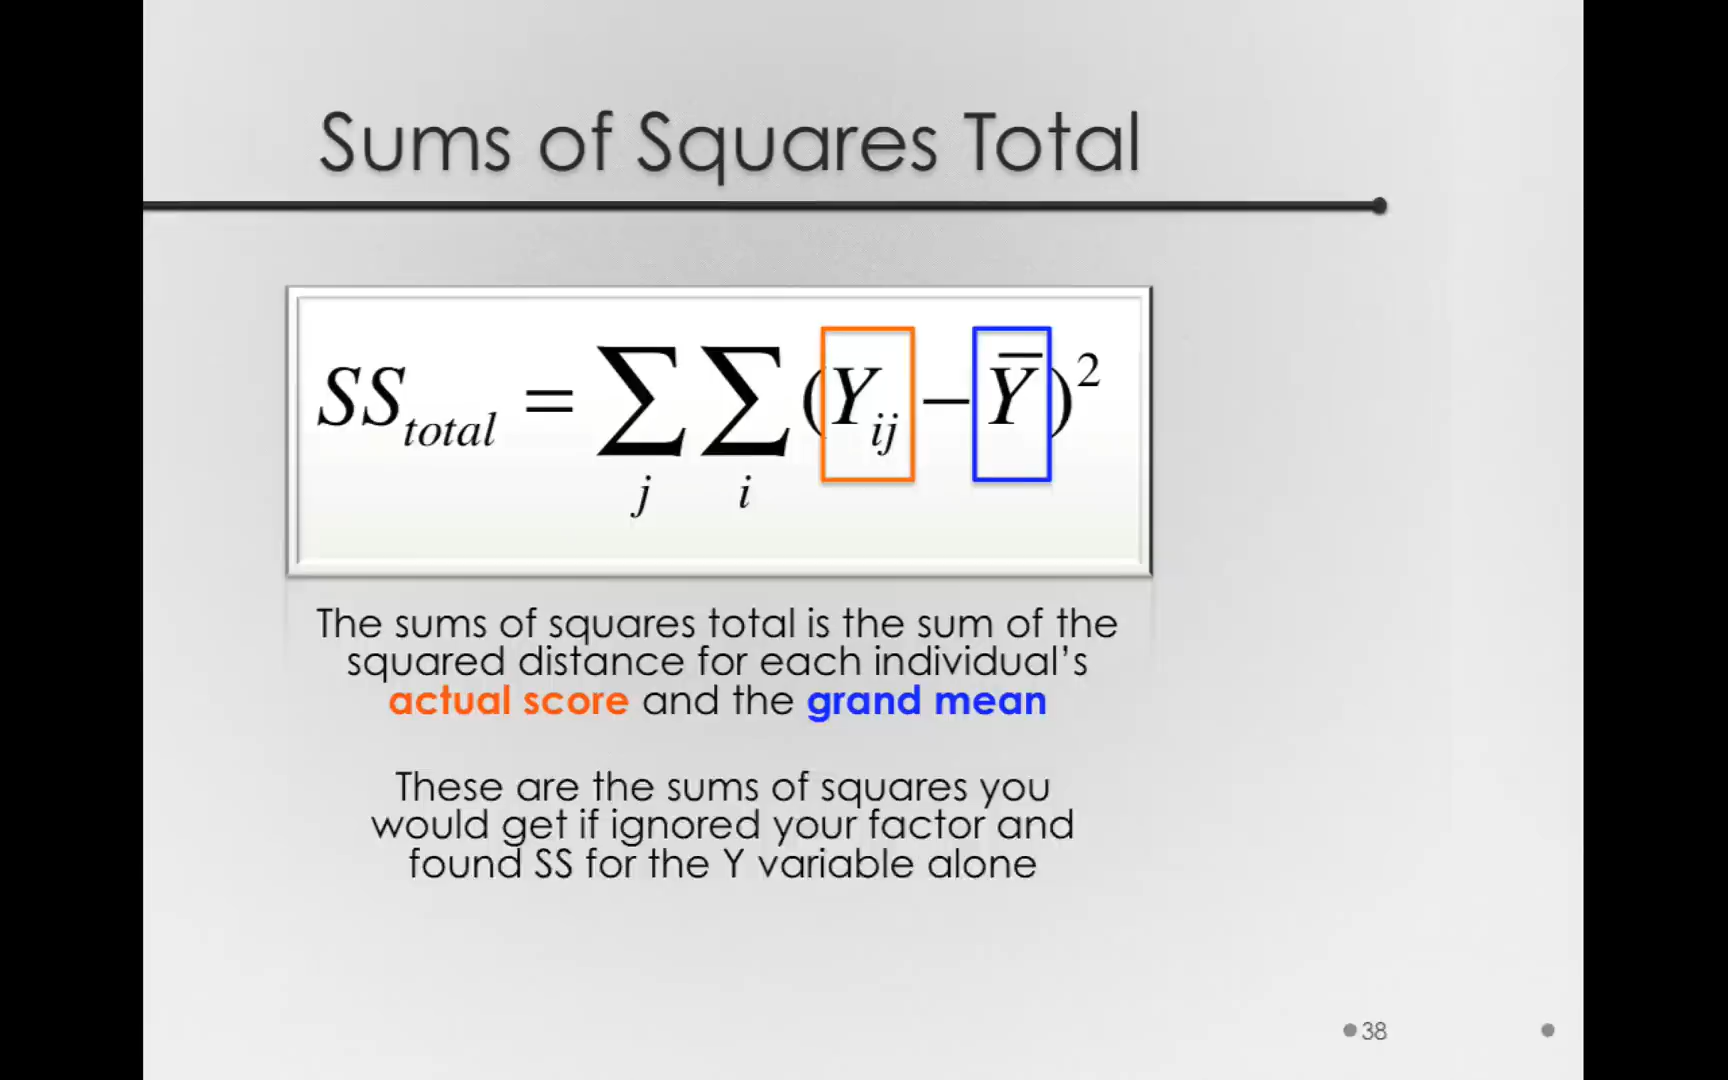 Sums of Squares Total
SS_total = ∑_j ∑_i (Y_ij − Ȳ)²
The sums of squares total is the sum of the
squared distance for each individual’s
actual score and the grand mean
These are the sums of squares you
would get if ignored your factor and
found SS for the Y variable alone
38